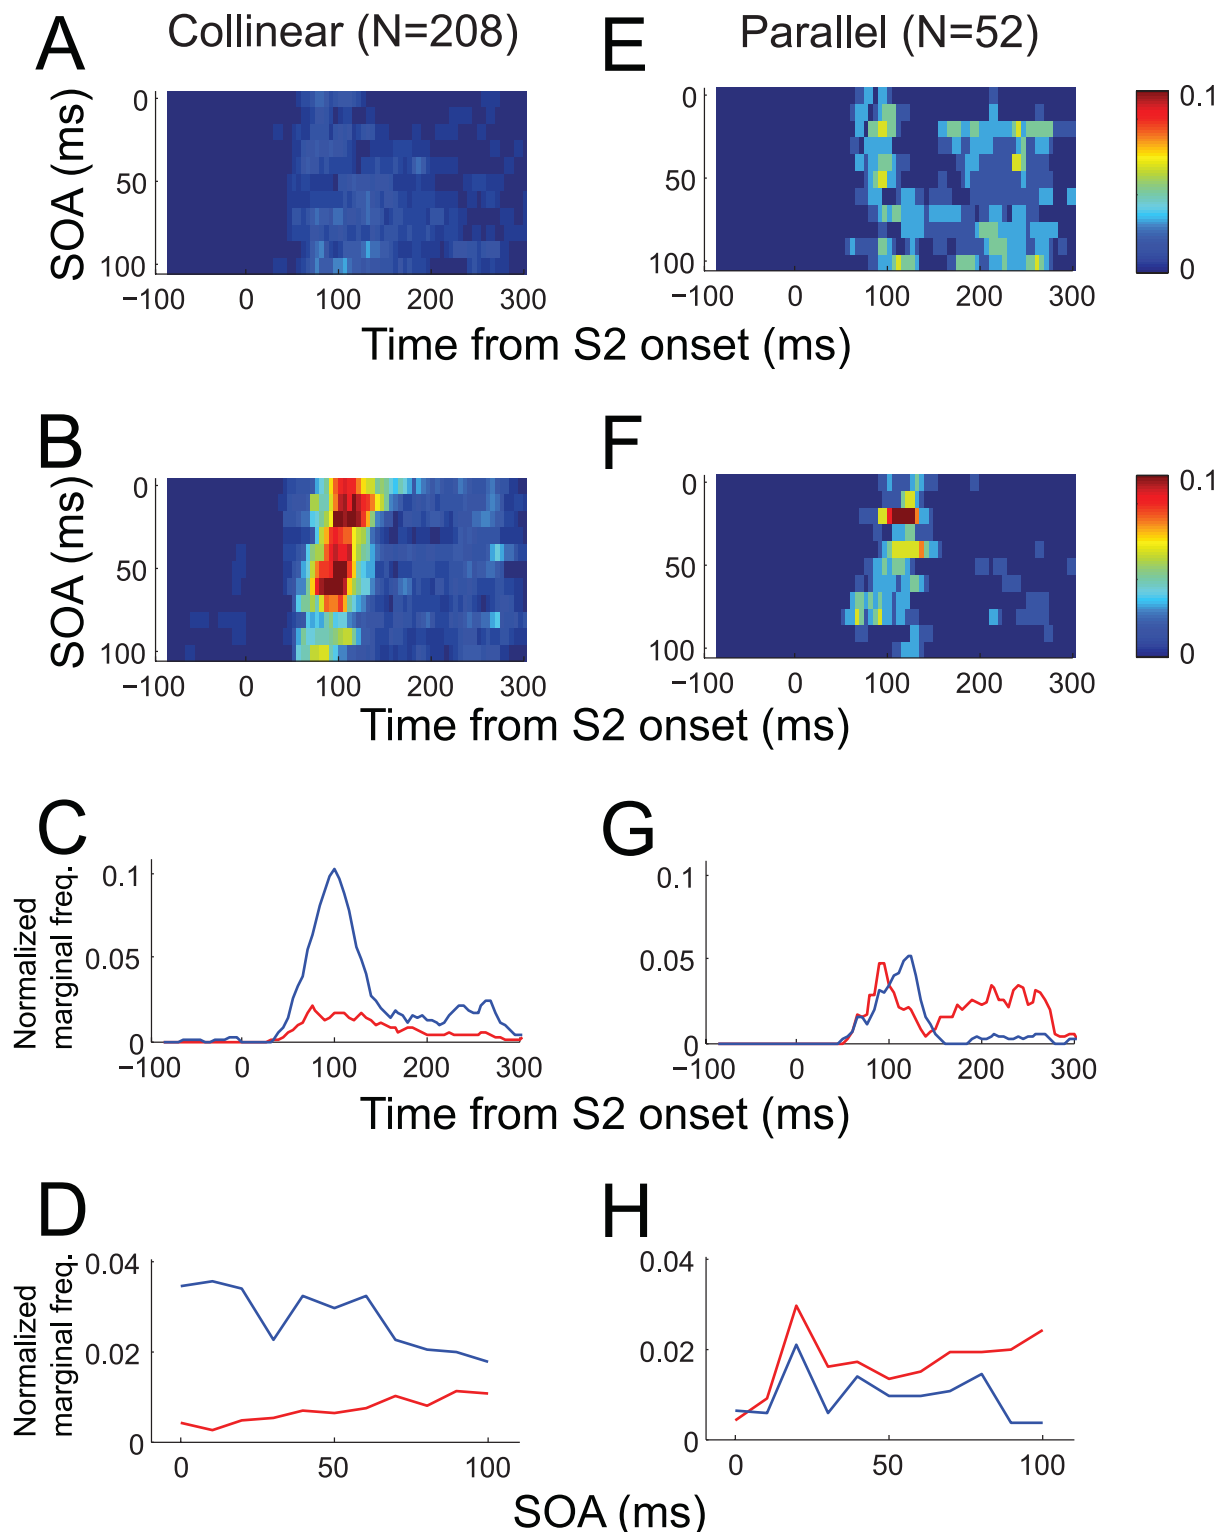 A Collinear (N=208) E Parallel (N=52)
SOA (ms)
0
50
100
−100 0 100 200 300
0
50
100
−100 0 100 200 300
0.1
0
Time from S2 onset (ms)
B F
SOA (ms)
0
50
100
−100 0 100 200 300
0
50
100
−100 0 100 200 300
0.1
0
Time from S2 onset (ms)
C G
Normalized
marginal freq.
0.1
0.05
0
−100 0 100 200 300
0.1
0.05
0
−100 0 100 200 300
Time from S2 onset (ms)
D H
Normalized
marginal freq.
0.04
0.02
0
0 50 100
0.04
0.02
0
0 50 100
SOA (ms)